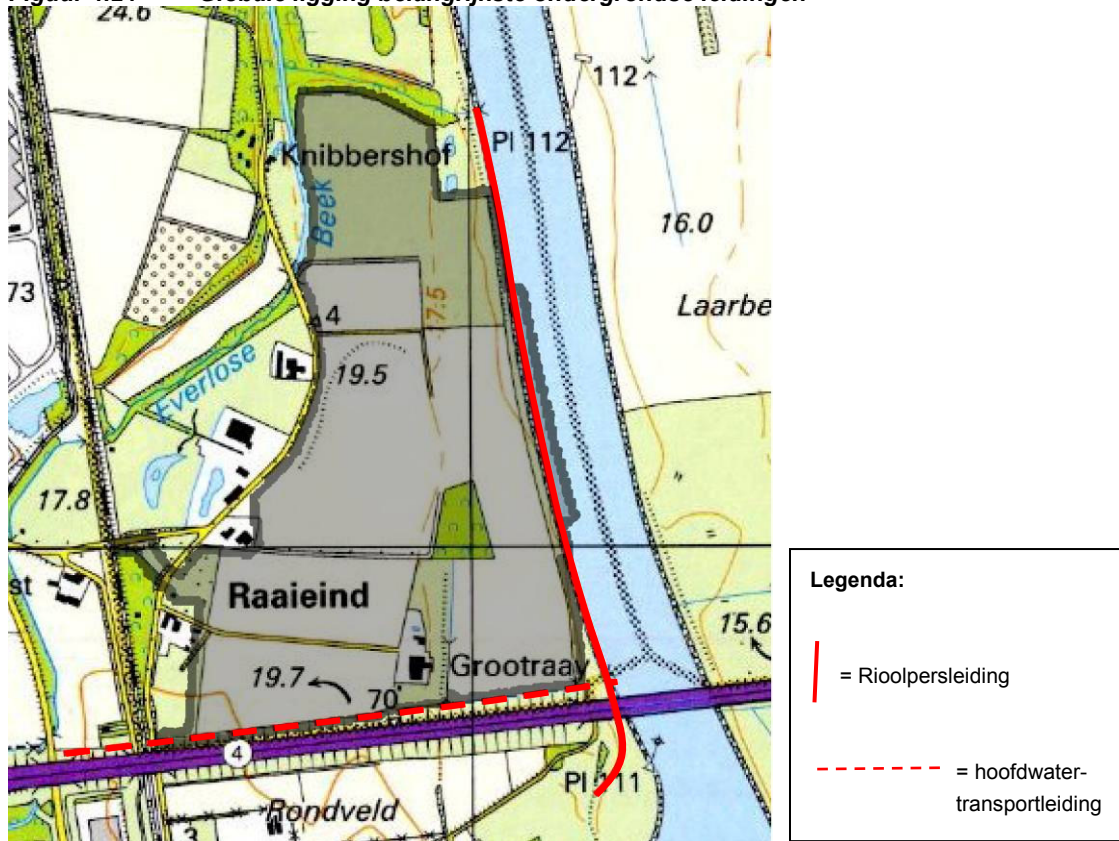 24.6
112
Pl 112
Knibbershof
Beek
16.0
73
17.5
Laarbe
4
19.5
Everlose
17.8
st
Raaieind
15.6
Grootraay
19.7
70
4
Pl 111
Rondveld
3
Legenda:
= Rioolpersleiding
= hoofdwater-
transportleiding